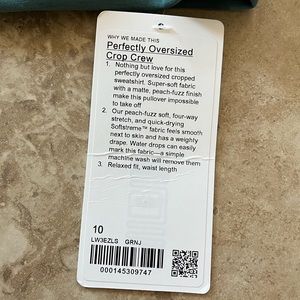 WHY WE MADE THIS
Perfectly Oversized
Crop Crew
1. Nothing but love for this
perfectly oversized cropped
sweatshirt. Super-soft fabric
with a matte, peach-fuzz finish
make this pullover impossible
to take off
2. Our peach-fuzz soft, four-way
stretch, and quick-drying
Softstreme™ fabric feels smooth
next to skin and has a weighty
drape. Water drops can easily
mark this fabric—a simple
machine wash will remove them
3. Relaxed fit, waist length
10
LW3EZLS GRNJ
000145309747